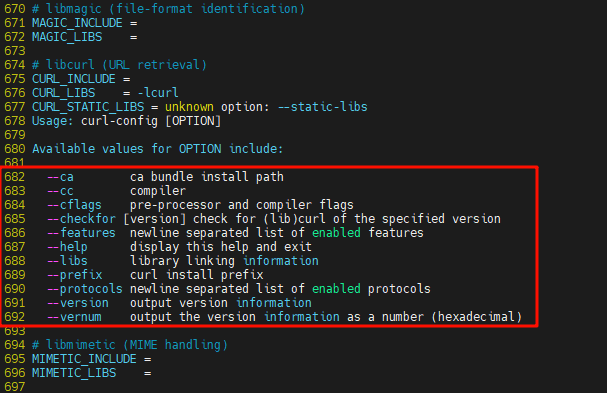 670 # libmagic (file-format identification)
671 MAGIC_INCLUDE =
672 MAGIC_LIBS    =
673
674 # libcurl (URL retrieval)
675 CURL_INCLUDE =
676 CURL_LIBS    = -lcurl
677 CURL_STATIC_LIBS = unknown option: --static-libs
678 Usage: curl-config [OPTION]
679
680 Available values for OPTION include:
681
682   --ca        ca bundle install path
683   --cc        compiler
684   --cflags    pre-processor and compiler flags
685   --checkfor [version] check for (lib)curl of the specified version
686   --features  newline separated list of enabled features
687   --help      display this help and exit
688   --libs      library linking information
689   --prefix    curl install prefix
690   --protocols newline separated list of enabled protocols
691   --version   output version information
692   --vernum    output the version information as a number (hexadecimal)
693
694 # libmimetic (MIME handling)
695 MIMETIC_INCLUDE =
696 MIMETIC_LIBS    =
697